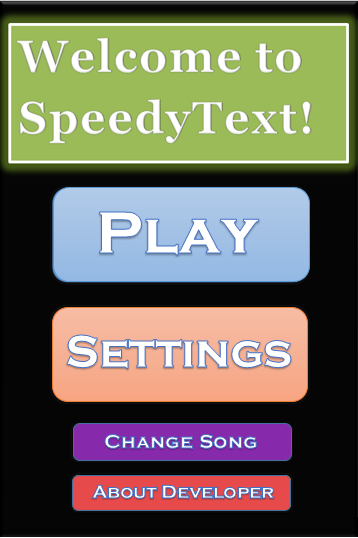 Welcome to
SpeedyText!
Play
Settings
Change Song
About Developer